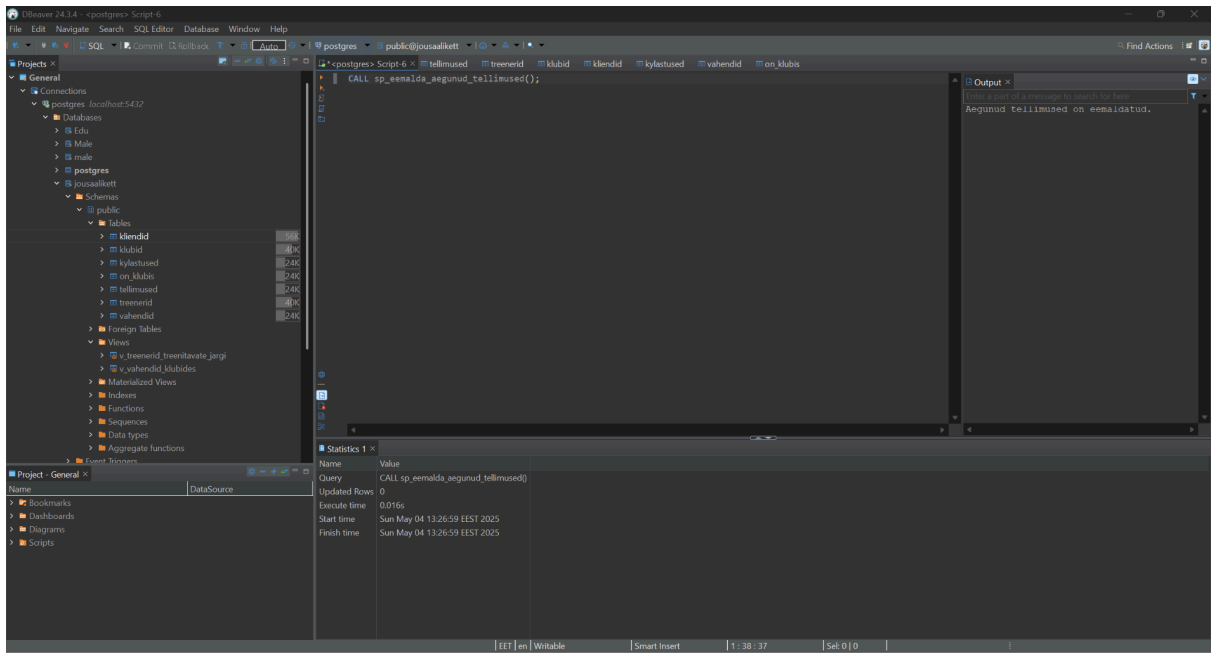 DBeaver 24.3.4 - <postgres> Script-6
File Edit Navigate Search SQL Editor Database Window Help
SQL Commit Rollback Auto postgres public@jousaalikett Find Actions
Projects
*<postgres> Script-6 tellimused treenerid klubid kliendid kylastused vahendid on_klubis
General
Connections
postgres localhost:5432
Databases
Edu
Male
male
postgres
jousaalikett
Schemas
public
Tables
kliendid 56K
klubid 40K
kylastused 24K
on_klubis 24K
tellimused 24K
treenerid 40K
vahendid 24K
Foreign Tables
Views
v_treenerid_treenitavate_jargi
v_vahendid_klubides
Materialized Views
Indexes
Functions
Sequences
Data types
Aggregate functions
Event Triggers
CALL sp_eemalda_aegunud_tellimused();
Output
Enter a part of a message to search for here
Aegunud tellimused on eemaldatud.
Project - General
Name DataSource
Bookmarks
Dashboards
Diagrams
Scripts
Statistics 1
Name Value
Query CALL sp_eemalda_aegunud_tellimused()
Updated Rows 0
Execute time 0.016s
Start time Sun May 04 13:26:59 EEST 2025
Finish time Sun May 04 13:26:59 EEST 2025
EET en Writable Smart Insert 1 : 38 : 37 Sel: 0 | 0